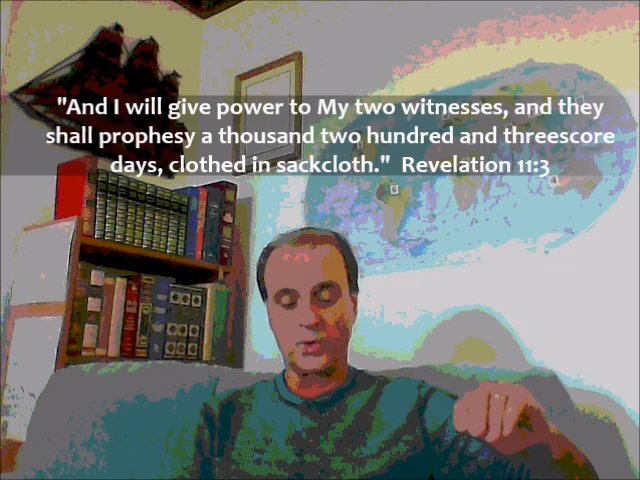 "And I will give power to My two witnesses, and they
shall prophesy a thousand two hundred and threescore
days, clothed in sackcloth."  Revelation 11:3